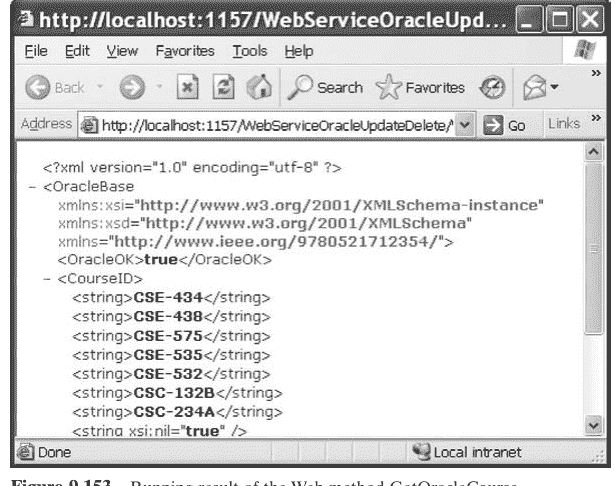 http://localhost:1157/WebServiceOracleUpd...
File Edit View Favorites Tools Help
Back Search Favorites
Address http://localhost:1157/WebServiceOracleUpdateDelete/ Go Links
<?xml version="1.0" encoding="utf-8" ?>
- <OracleBase
xmlns:xsi="http://www.w3.org/2001/XMLSchema-instance"
xmlns:xsd="http://www.w3.org/2001/XMLSchema"
xmlns="http://www.ieee.org/9780521712354/">
<OracleOK>true</OracleOK>
- <CourseID>
<string>CSE-434</string>
<string>CSE-438</string>
<string>CSE-575</string>
<string>CSE-535</string>
<string>CSE-532</string>
<string>CSC-132B</string>
<string>CSC-234A</string>
<string xsi:nil="true" />
Done Local intranet
Figure 9.153 Running result of the Web method GetOracleCourse